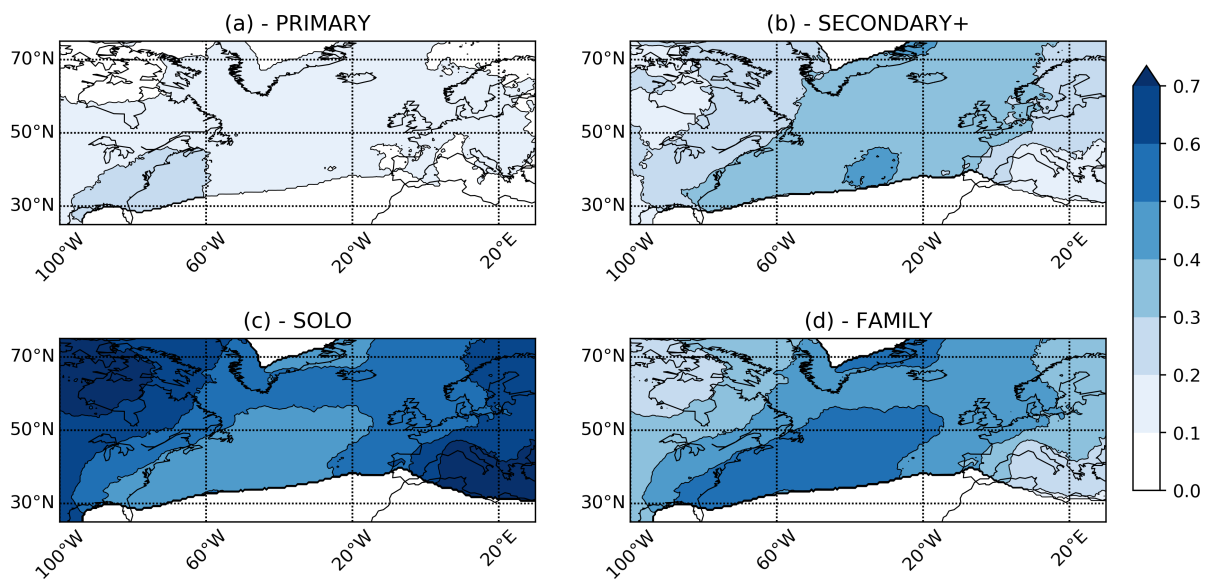 (a) - PRIMARY
(b) - SECONDARY+
70°N
50°N
30°N
100°W
60°W
20°W
20°E
70°N
50°N
30°N
100°W
60°W
20°W
20°E
(c) - SOLO
(d) - FAMILY
70°N
50°N
30°N
100°W
60°W
20°W
20°E
70°N
50°N
30°N
100°W
60°W
20°W
20°E
0.7
0.6
0.5
0.4
0.3
0.2
0.1
0.0